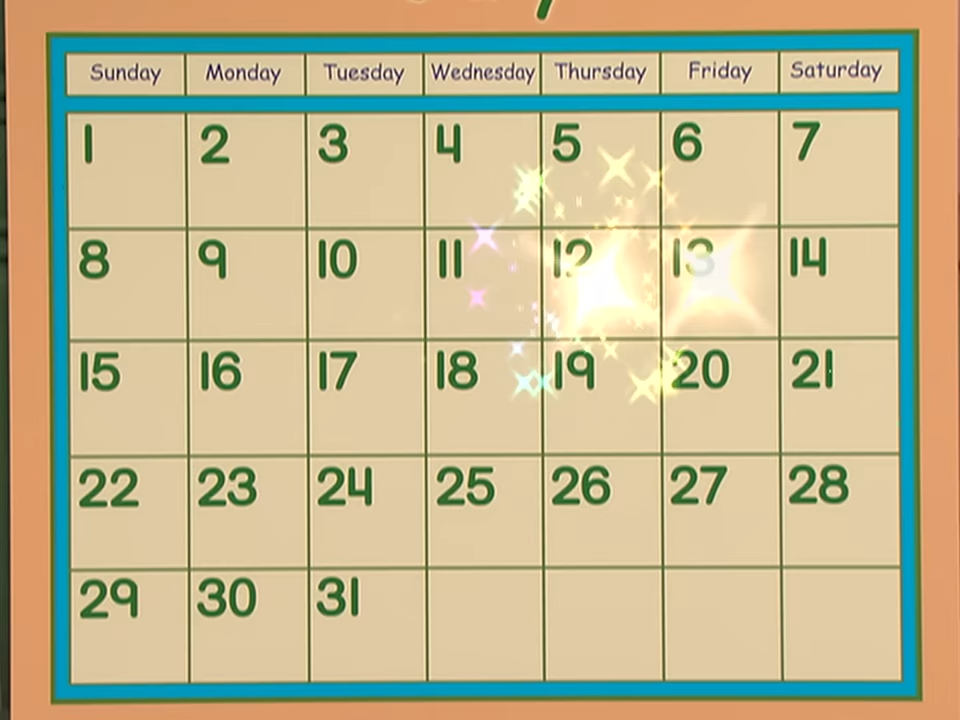 Sunday Monday Tuesday Wednesday Thursday Friday Saturday
1 2 3 4 5 6 7
8 9 10 11 12 13 14
15 16 17 18 19 20 21
22 23 24 25 26 27 28
29 30 31